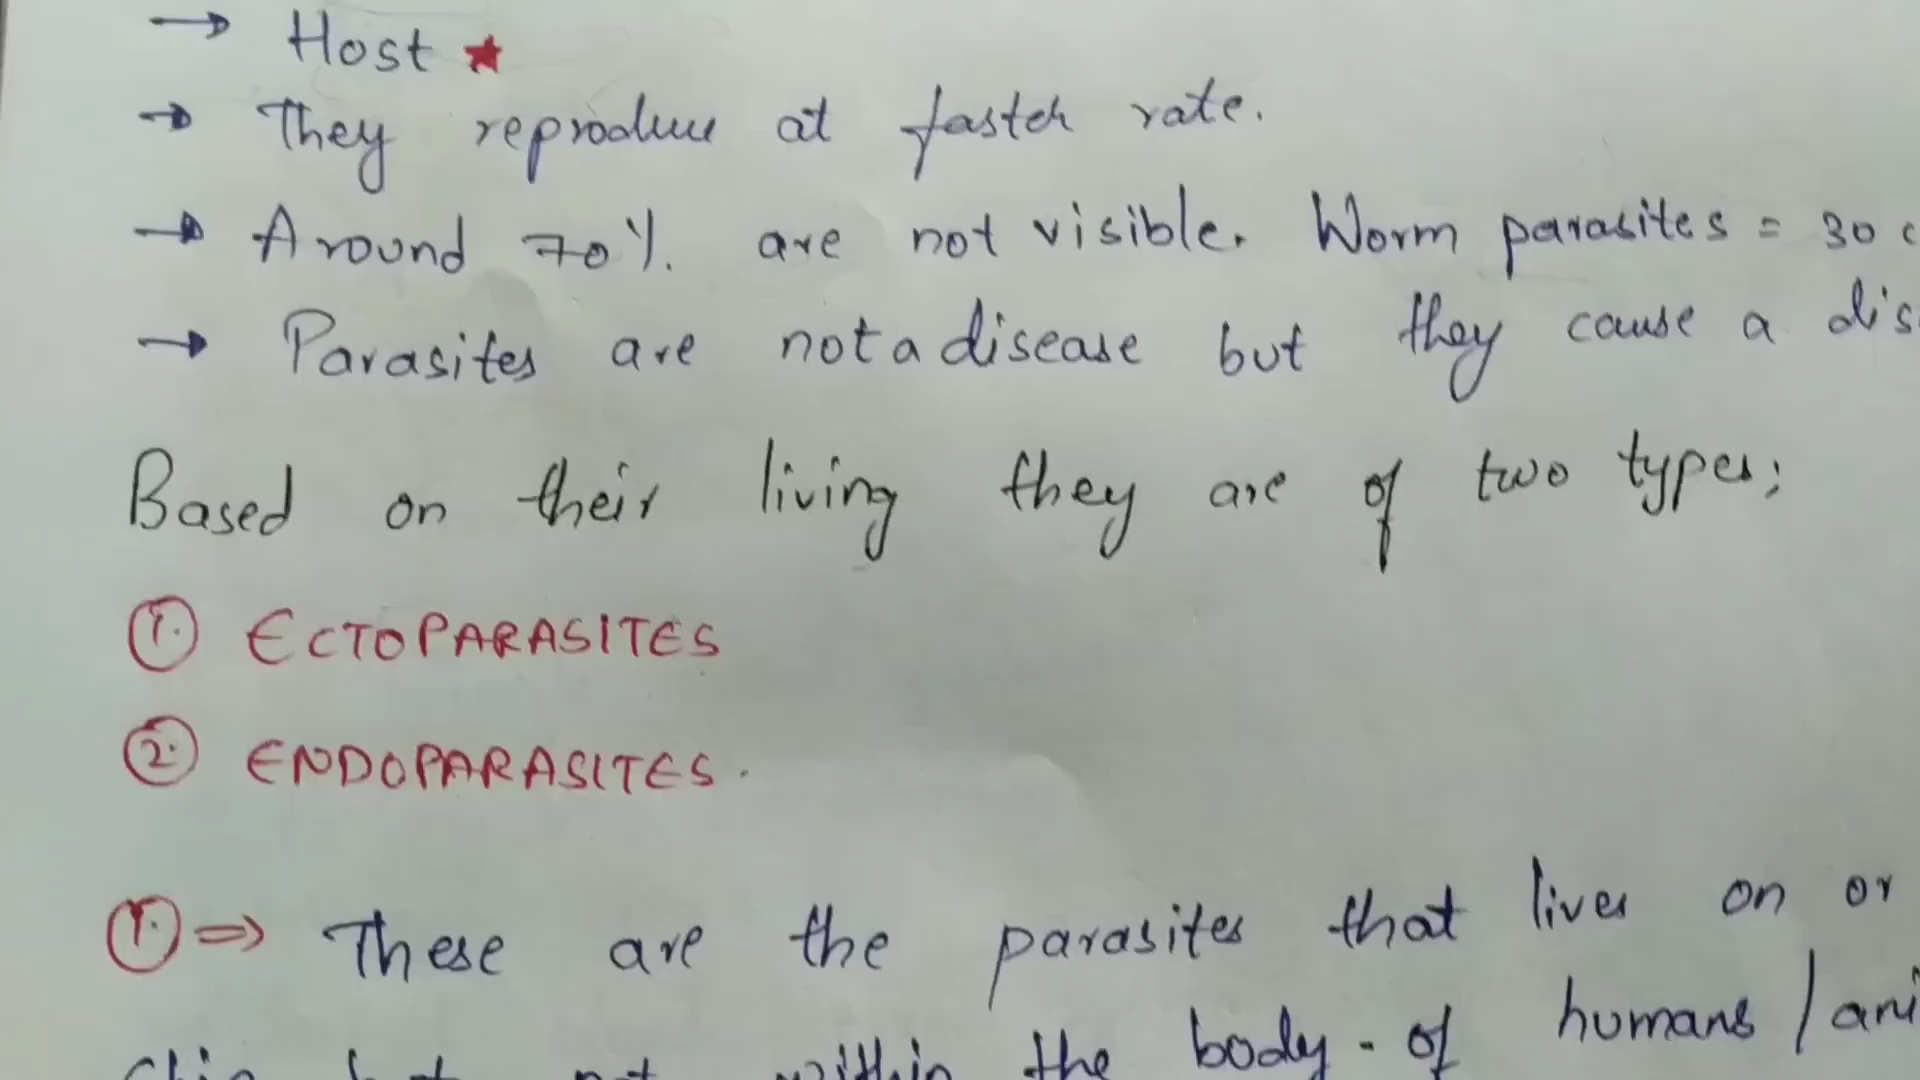 → Host ★
→ They reproduce at faster rate.
→ Around 70%. are not visible. Worm parasites = 30
→ Parasites are not a disease but they cause a
Based on their living they are of two types;
1. ECTOPARASITES
2. ENDOPARASITES.
1. ⇒ These are the parasites that lives on or
within the body. of humans /